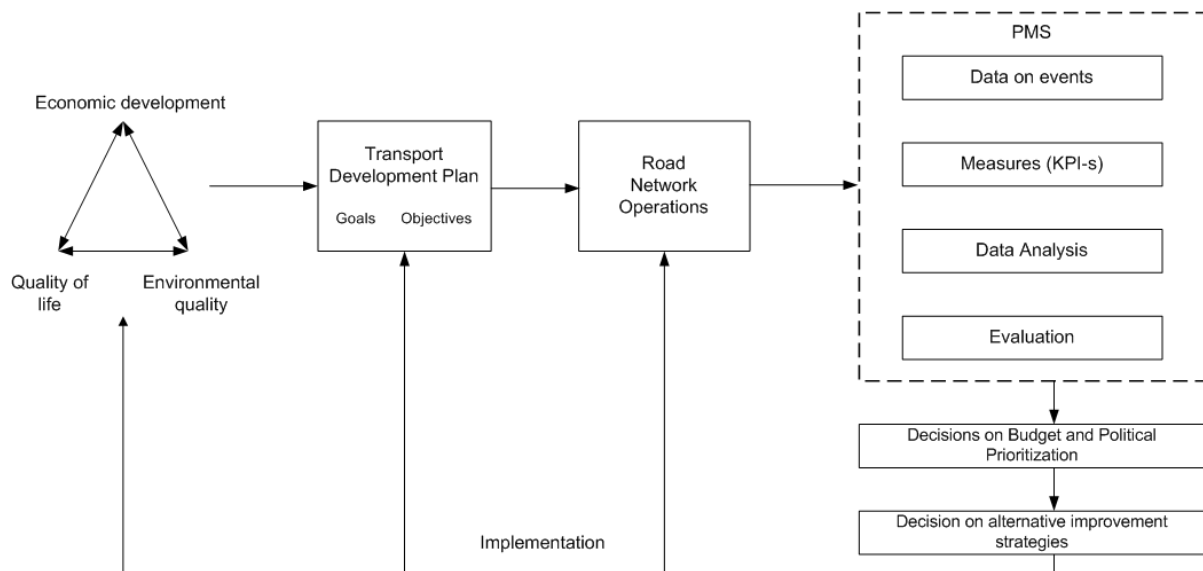 PMS
Data on events
Economic development
Transport
Development Plan
Goals Objectives
Road
Network
Operations
Measures (KPI-s)
Data Analysis
Quality of
life
Environmental
quality
Evaluation
Decisions on Budget and Political
Prioritization
Decision on alternative improvement
strategies
Implementation